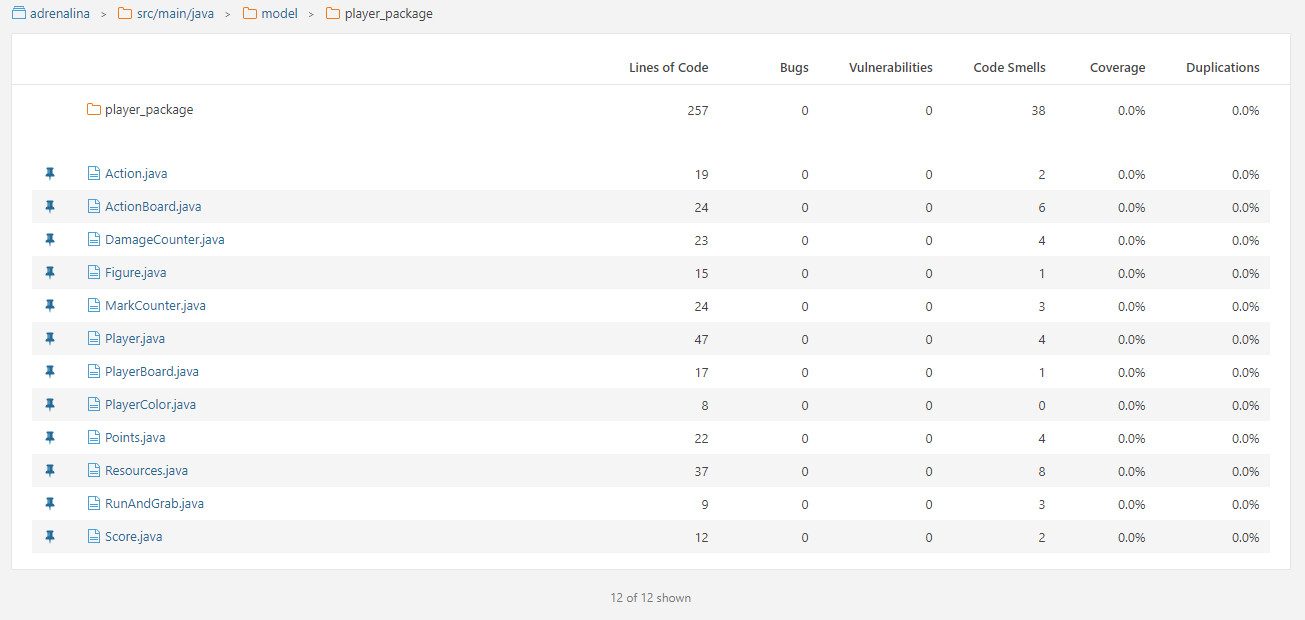 adrenalina > src/main/java > model > player_package
Lines of Code Bugs Vulnerabilities Code Smells Coverage Duplications
player_package 257 0 0 38 0.0% 0.0%
Action.java 19 0 0 2 0.0% 0.0%
ActionBoard.java 24 0 0 6 0.0% 0.0%
DamageCounter.java 23 0 0 4 0.0% 0.0%
Figure.java 15 0 0 1 0.0% 0.0%
MarkCounter.java 24 0 0 3 0.0% 0.0%
Player.java 47 0 0 4 0.0% 0.0%
PlayerBoard.java 17 0 0 1 0.0% 0.0%
PlayerColor.java 8 0 0 0 0.0% 0.0%
Points.java 22 0 0 4 0.0% 0.0%
Resources.java 37 0 0 8 0.0% 0.0%
RunAndGrab.java 9 0 0 3 0.0% 0.0%
Score.java 12 0 0 2 0.0% 0.0%
12 of 12 shown